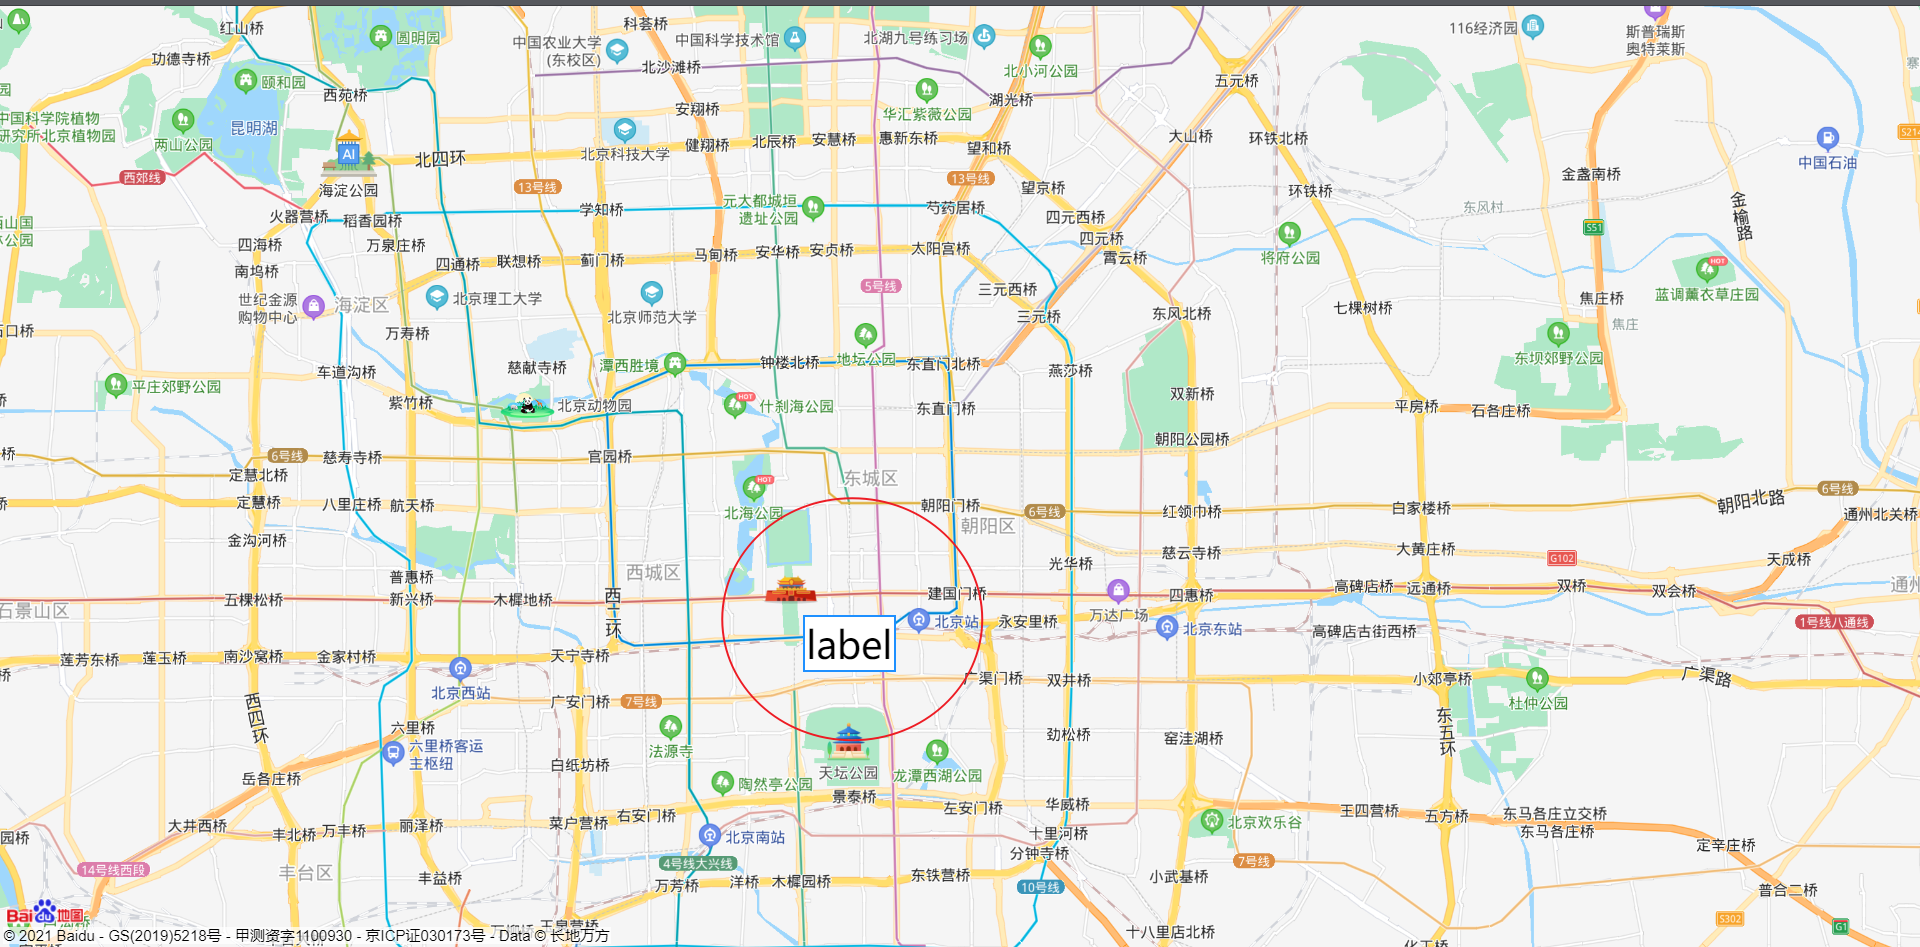 红山桥
科荟桥
功德寺桥
圆明园
中国农业大学
(东校区)
中国科学技术馆
北湖九号练习场
116经济园
斯普瑞斯
奥特莱斯
颐和园
西苑桥
北沙滩桥
北小河公园
五元桥
安翔桥
湖光桥
华汇紫薇公园
中国科学院植物
研究所北京植物园
两山公园
昆明湖
AI
北四环
北京科技大学
健翔桥
北辰桥
安慧桥
惠新东桥
望和桥
大山桥
环铁北桥
S214
中国石油
西郊线
海淀公园
13号线
13号线
望京桥
环铁桥
金盏南桥
火器营桥
稻香园桥
学知桥
元大都城垣
遗址公园
芍药居桥
四元西桥
东风村
金榆路
S51
四海桥
万泉庄桥
马甸桥
安华桥
安贞桥
太阳宫桥
四元桥
霄云桥
将府公园
南坞桥
四通桥
联想桥
蓟门桥
5号线
HOT
蓝调薰衣草庄园
世纪金源
购物中心
海淀区
北京理工大学
北京师范大学
三元西桥
三元桥
东风北桥
七棵树桥
焦庄桥
焦庄
万寿桥
车道沟桥
慈献寺桥
潭西胜境
钟楼北桥
地坛公园
东直门北桥
燕莎桥
东坝郊野公园
平庄郊野公园
紫竹桥
北京动物园
HOT
什刹海公园
东直门桥
双新桥
平房桥
石各庄桥
朝阳公园桥
6号线
慈寿寺桥
官园桥
定慧北桥
东城区
HOT
6号线
定慧桥
八里庄桥
航天桥
北海公园
朝阳门桥
朝阳区
6号线
红领巾桥
白家楼桥
朝阳北路
通州北关桥
金沟河桥
慈云寺桥
大黄庄桥
G102
天成桥
普惠桥
西城区
光华桥
石景山区
五棵松桥
新兴桥
木樨地桥
西二环
建国门桥
万达广场
四惠桥
高碑店桥
远通桥
双桥
双会桥
北京站
永安里桥
北京东站
高碑店古街西桥
1号线八通线
label
莲芳东桥
莲玉桥
南沙窝桥
金家村桥
天宁寺桥
北京西站
广渠门桥
双井桥
小郊亭桥
广渠路
杜仲公园
西四环
广安门桥
7号线
六里桥
六里桥客运
主枢纽
法源寺
劲松桥
窑洼湖桥
东五环
岳各庄桥
白纸坊桥
陶然亭公园
天坛公园
龙潭西湖公园
景泰桥
左安门桥
华威桥
王四营桥
五方桥
东马各庄立交桥
东马各庄桥
大井西桥
丰北桥
万丰桥
丽泽桥
菜户营桥
右安门桥
北京南站
十里河桥
北京欢乐谷
定辛庄桥
14号线西段
丰台区
丰益桥
4号线大兴线
万芳桥
洋桥
木樨园桥
东铁营桥
分钟寺桥
10号线
7号线
小武基桥
普合二桥
S302
G1
十八里店北桥
Bai地图
© 2021 Baidu - GS(2019)5218号 - 甲测资字1100930 - 京ICP证030173号 - Data © 长地万方